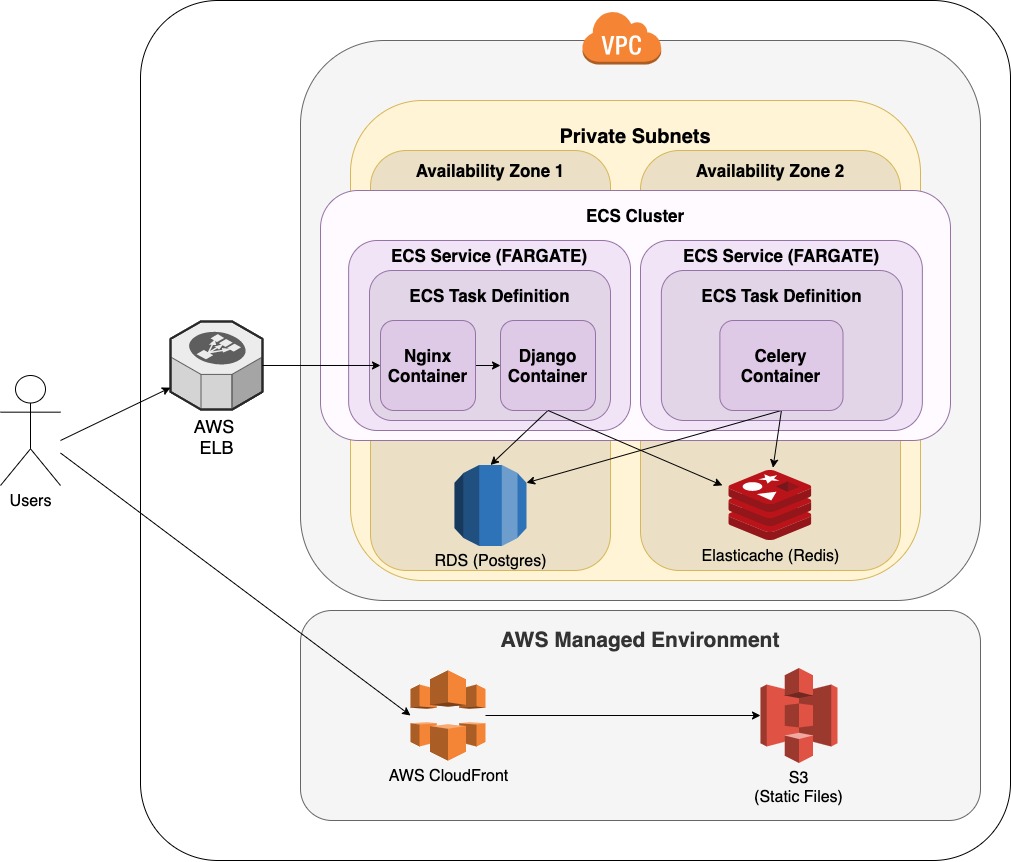 VPC
Private Subnets
Availability Zone 1
Availability Zone 2
ECS Cluster
ECS Service (FARGATE)
ECS Task Definition
Nginx
Container
Django
Container
ECS Service (FARGATE)
ECS Task Definition
Celery
Container
AWS
ELB
Users
RDS (Postgres)
Elasticache (Redis)
AWS Managed Environment
AWS CloudFront
S3
(Static Files)